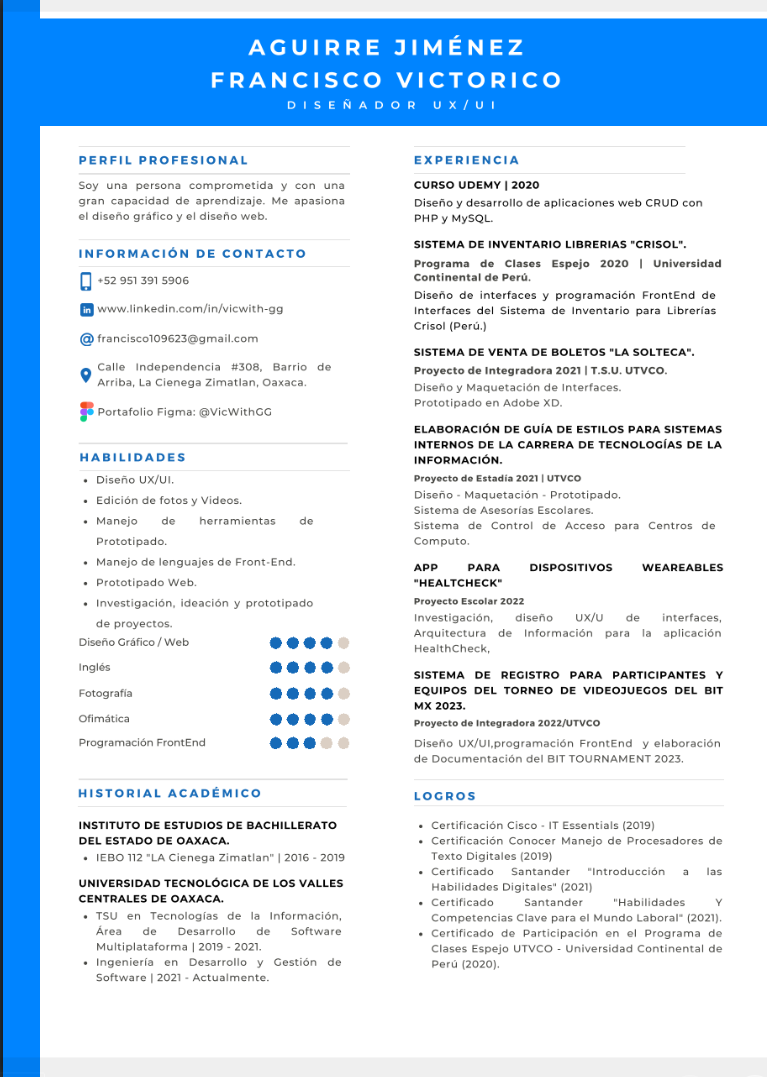 AGUIRRE JIMÉNEZ
FRANCISCO VICTORICO
DISEÑADOR UX/UI
PERFIL PROFESIONAL
Soy una persona comprometida y con una
gran capacidad de aprendizaje. Me apasiona
el diseño gráfico y el diseño web.
INFORMACIÓN DE CONTACTO
+52 951 391 5906
in www.linkedin.com/in/vicwith-gg
@ francisco109623@gmail.com
Calle Independencia #308, Barrio de
Arriba, La Cienega Zimatlan, Oaxaca.
Portafolio Figma: @VicWithGG
HABILIDADES
• Diseño UX/UI.
• Edición de fotos y Videos.
• Manejo de herramientas de
Prototipado.
• Manejo de lenguajes de Front-End.
• Prototipado Web.
• Investigación, ideación y prototipado
de proyectos.
Diseño Gráfico / Web
Inglés
Fotografía
Ofimática
Programación FrontEnd
HISTORIAL ACADÉMICO
INSTITUTO DE ESTUDIOS DE BACHILLERATO
DEL ESTADO DE OAXACA.
• IEBO 112 "LA Cienega Zimatlan" | 2016 - 2019
UNIVERSIDAD TECNOLÓGICA DE LOS VALLES
CENTRALES DE OAXACA.
• TSU en Tecnologías de la Información,
Área de Desarrollo de Software
Multiplataforma | 2019 - 2021.
• Ingeniería en Desarrollo y Gestión de
Software | 2021 - Actualmente.
EXPERIENCIA
CURSO UDEMY | 2020
Diseño y desarrollo de aplicaciones web CRUD con
PHP y MySQL.
SISTEMA DE INVENTARIO LIBRERIAS "CRISOL".
Programa de Clases Espejo 2020 | Universidad
Continental de Perú.
Diseño de interfaces y programación FrontEnd de
Interfaces del Sistema de Inventario para Librerías
Crisol (Perú.)
SISTEMA DE VENTA DE BOLETOS "LA SOLTECA".
Proyecto de Integradora 2021 | T.S.U. UTVCO.
Diseño y Maquetación de Interfaces.
Prototipado en Adobe XD.
ELABORACIÓN DE GUÍA DE ESTILOS PARA SISTEMAS
INTERNOS DE LA CARRERA DE TECNOLOGÍAS DE LA
INFORMACIÓN.
Proyecto de Estadía 2021 | UTVCO
Diseño - Maquetación - Prototipado.
Sistema de Asesorías Escolares.
Sistema de Control de Acceso para Centros de
Computo.
APP PARA DISPOSITIVOS WEAREABLES
"HEALTCHECK"
Proyecto Escolar 2022
Investigación, diseño UX/U de interfaces,
Arquitectura de Información para la aplicación
HealthCheck,
SISTEMA DE REGISTRO PARA PARTICIPANTES Y
EQUIPOS DEL TORNEO DE VIDEOJUEGOS DEL BIT
MX 2023.
Proyecto de Integradora 2022/UTVCO
Diseño UX/UI,programación FrontEnd y elaboración
de Documentación del BIT TOURNAMENT 2023.
LOGROS
• Certificación Cisco - IT Essentials (2019)
• Certificación Conocer Manejo de Procesadores de
Texto Digitales (2019)
• Certificado Santander "Introducción a las
Habilidades Digitales" (2021)
• Certificado Santander "Habilidades Y
Competencias Clave para el Mundo Laboral" (2021).
• Certificado de Participación en el Programa de
Clases Espejo UTVCO - Universidad Continental de
Perú (2020).